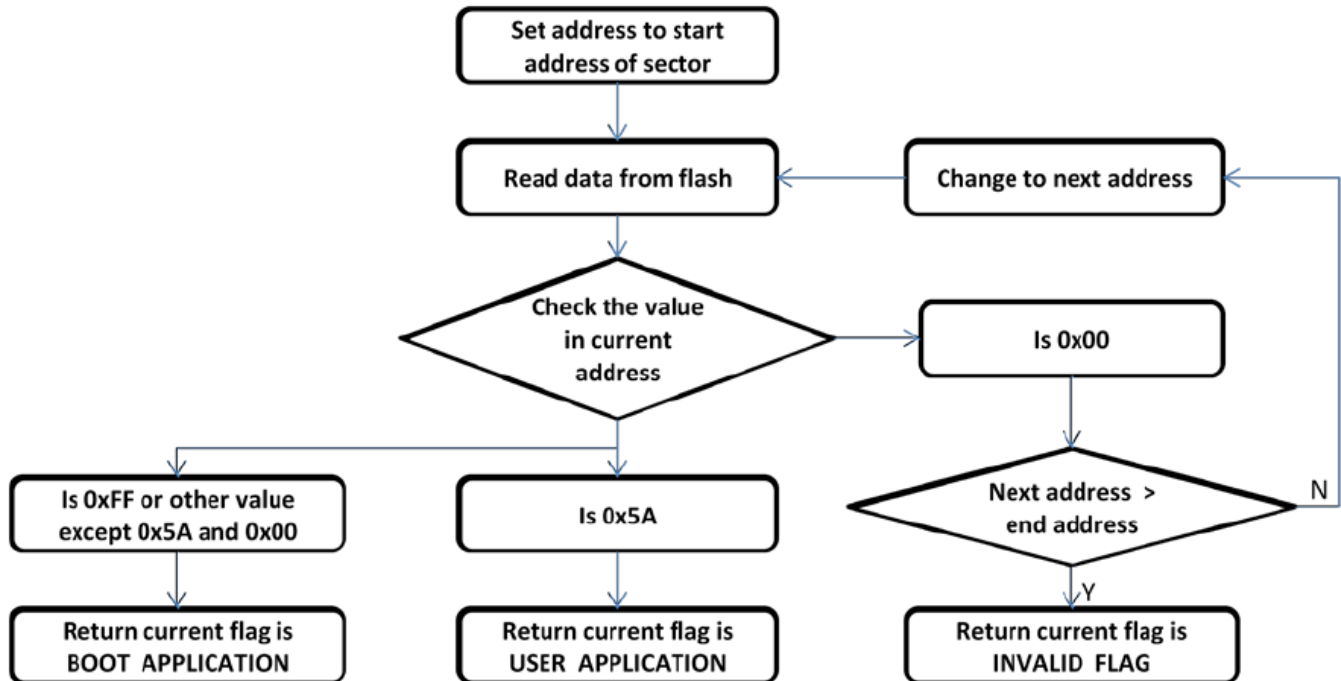 Set address to start
address of sector
Read data from flash
Change to next address
Check the value
in current
address
Is 0x00
Is 0xFF or other value
except 0x5A and 0x00
Is 0x5A
Next address >
end address
N
Y
Return current flag is
BOOT APPLICATION
Return current flag is
USER APPLICATION
Return current flag is
INVALID FLAG